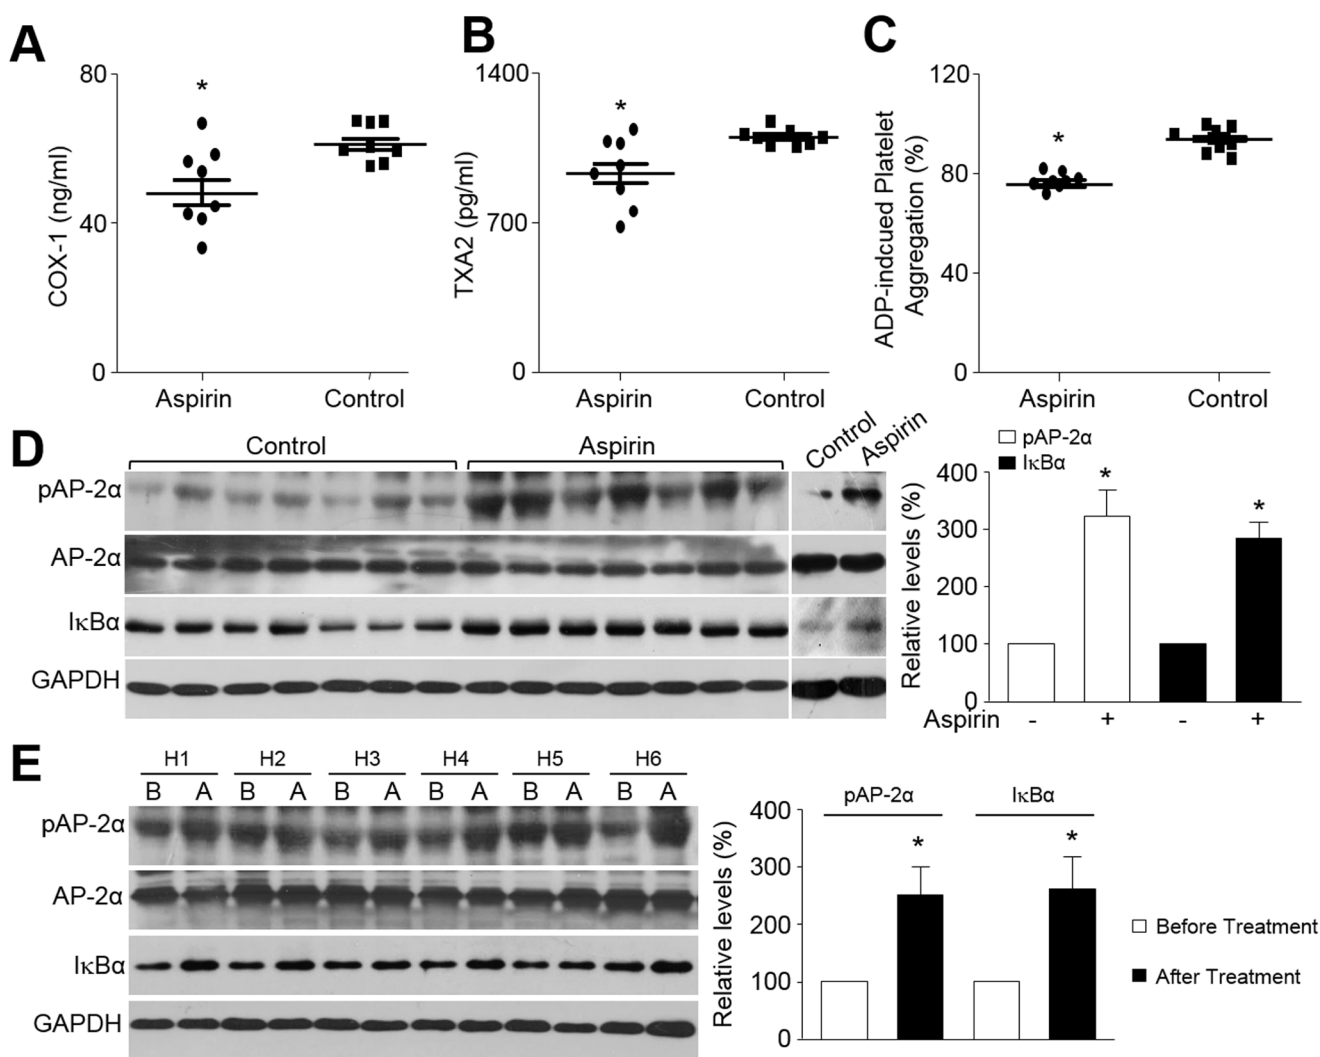 A
80
40
0
COX-1 (ng/ml)
*
Aspirin
Control
B
1400
700
0
TXA2 (pg/ml)
*
Aspirin
Control
C
120
80
40
0
ADP-indcued Platelet
Aggregation (%)
*
Aspirin
Control
D
Control
Aspirin
Control
Aspirin
pAP-2α
AP-2α
IκBα
GAPDH
pAP-2α
IκBα
400
300
200
100
0
Relative levels (%)
*
*
Aspirin - + - +
E
H1 H2 H3 H4 H5 H6
B A B A B A B A B A B A
pAP-2α
AP-2α
IκBα
GAPDH
400
300
200
100
0
Relative levels (%)
pAP-2α
IκBα
*
*
Before Treatment
After Treatment